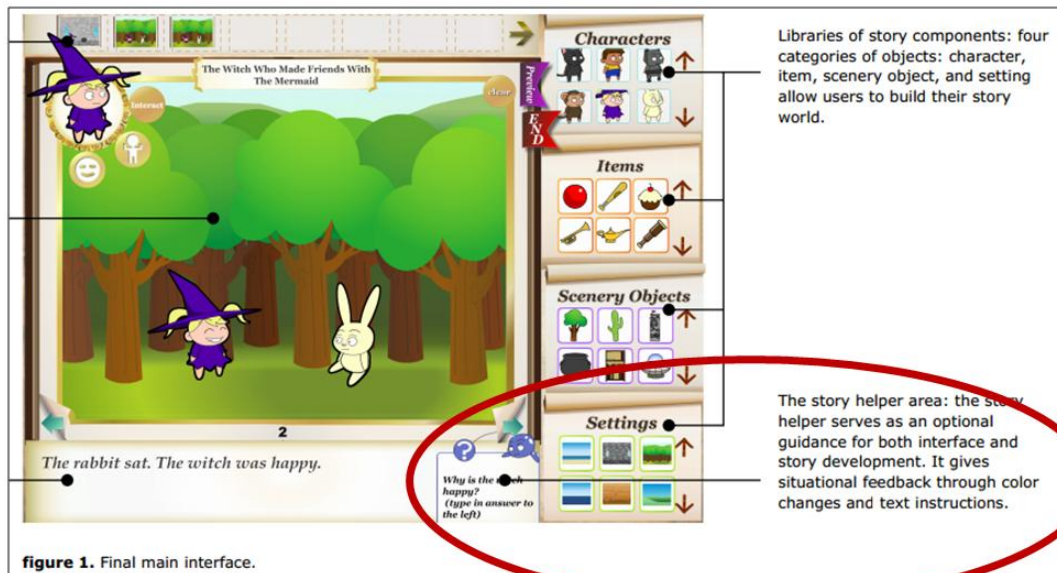 The Witch Who Made Friends With
The Mermaid
Interact
clear
Preview
END
Characters
Items
Scenery Objects
Settings
2
The rabbit sat. The witch was happy.
?
Why is the
happy?
(type in answer to
the left)
Libraries of story components: four
categories of objects: character,
item, scenery object, and setting
allow users to build their story
world.
The story helper area: the story
helper serves as an optional
guidance for both interface and
story development. It gives
situational feedback through color
changes and text instructions.
figure 1. Final main interface.